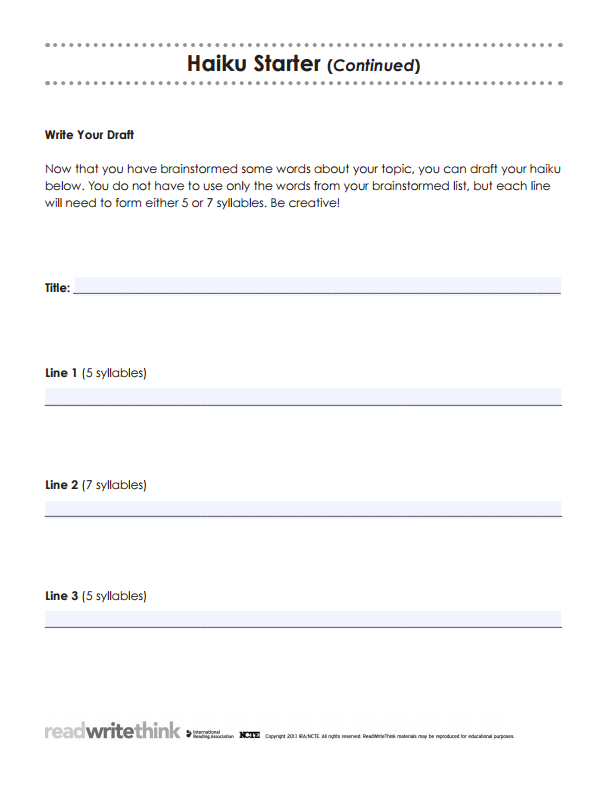 Haiku Starter (Continued)
Write Your Draft
Now that you have brainstormed some words about your topic, you can draft your haiku
below. You do not have to use only the words from your brainstormed list, but each line
will need to form either 5 or 7 syllables. Be creative!
Title:
Line 1 (5 syllables)
Line 2 (7 syllables)
Line 3 (5 syllables)
readwritethink
International
Reading Association
NCTE
Copyright 2013 IRA/NCTE. All rights reserved. ReadWriteThink materials may be reproduced for educational purposes.